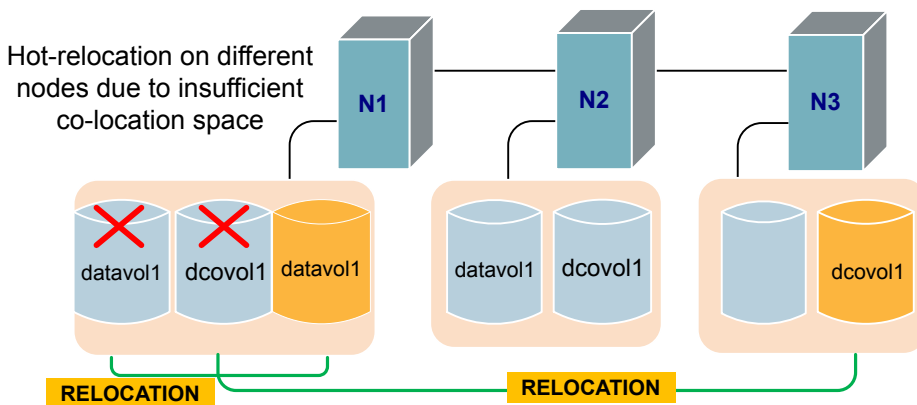 Hot-relocation on different
nodes due to insufficient
co-location space
N1
N2
N3
datavol1
dcovol1
datavol1
datavol1
dcovol1
dcovol1
RELOCATION
RELOCATION